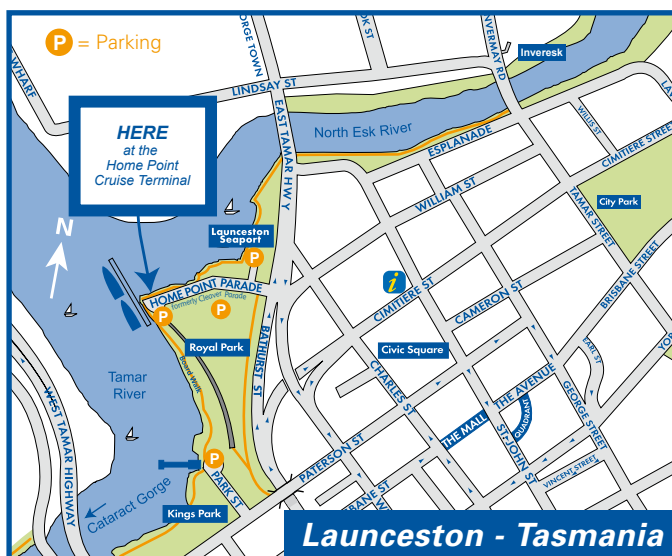 P = Parking
WHARF
LINDSAY ST
Inveresk
HERE
at the
Home Point
Cruise Terminal
EAST TAMAR HWY
North Esk River
ESPLANADE
WILLIS ST
CIMITIERE STREET
WILLIAM ST
TAMAR STREET
City Park
N
Launceston
Seaport
P
i
BRISBANE STREET
HOME POINT PARADE
formerly Cleaver Parade
P
P
CIMITIERE ST
CAMERON ST
Royal Park
BATHURST ST
Civic Square
EARL ST
Board Walk
Tamar
River
CHARLES ST
THE AVENUE
GEORGE STREET
THE MALL
QUADRANT
WEST TAMAR HIGHWAY
ST JOHN ST
PATERSON ST
VINCENT STREET
P
PARK ST
Cataract Gorge
Kings Park
Launceston - Tasmania